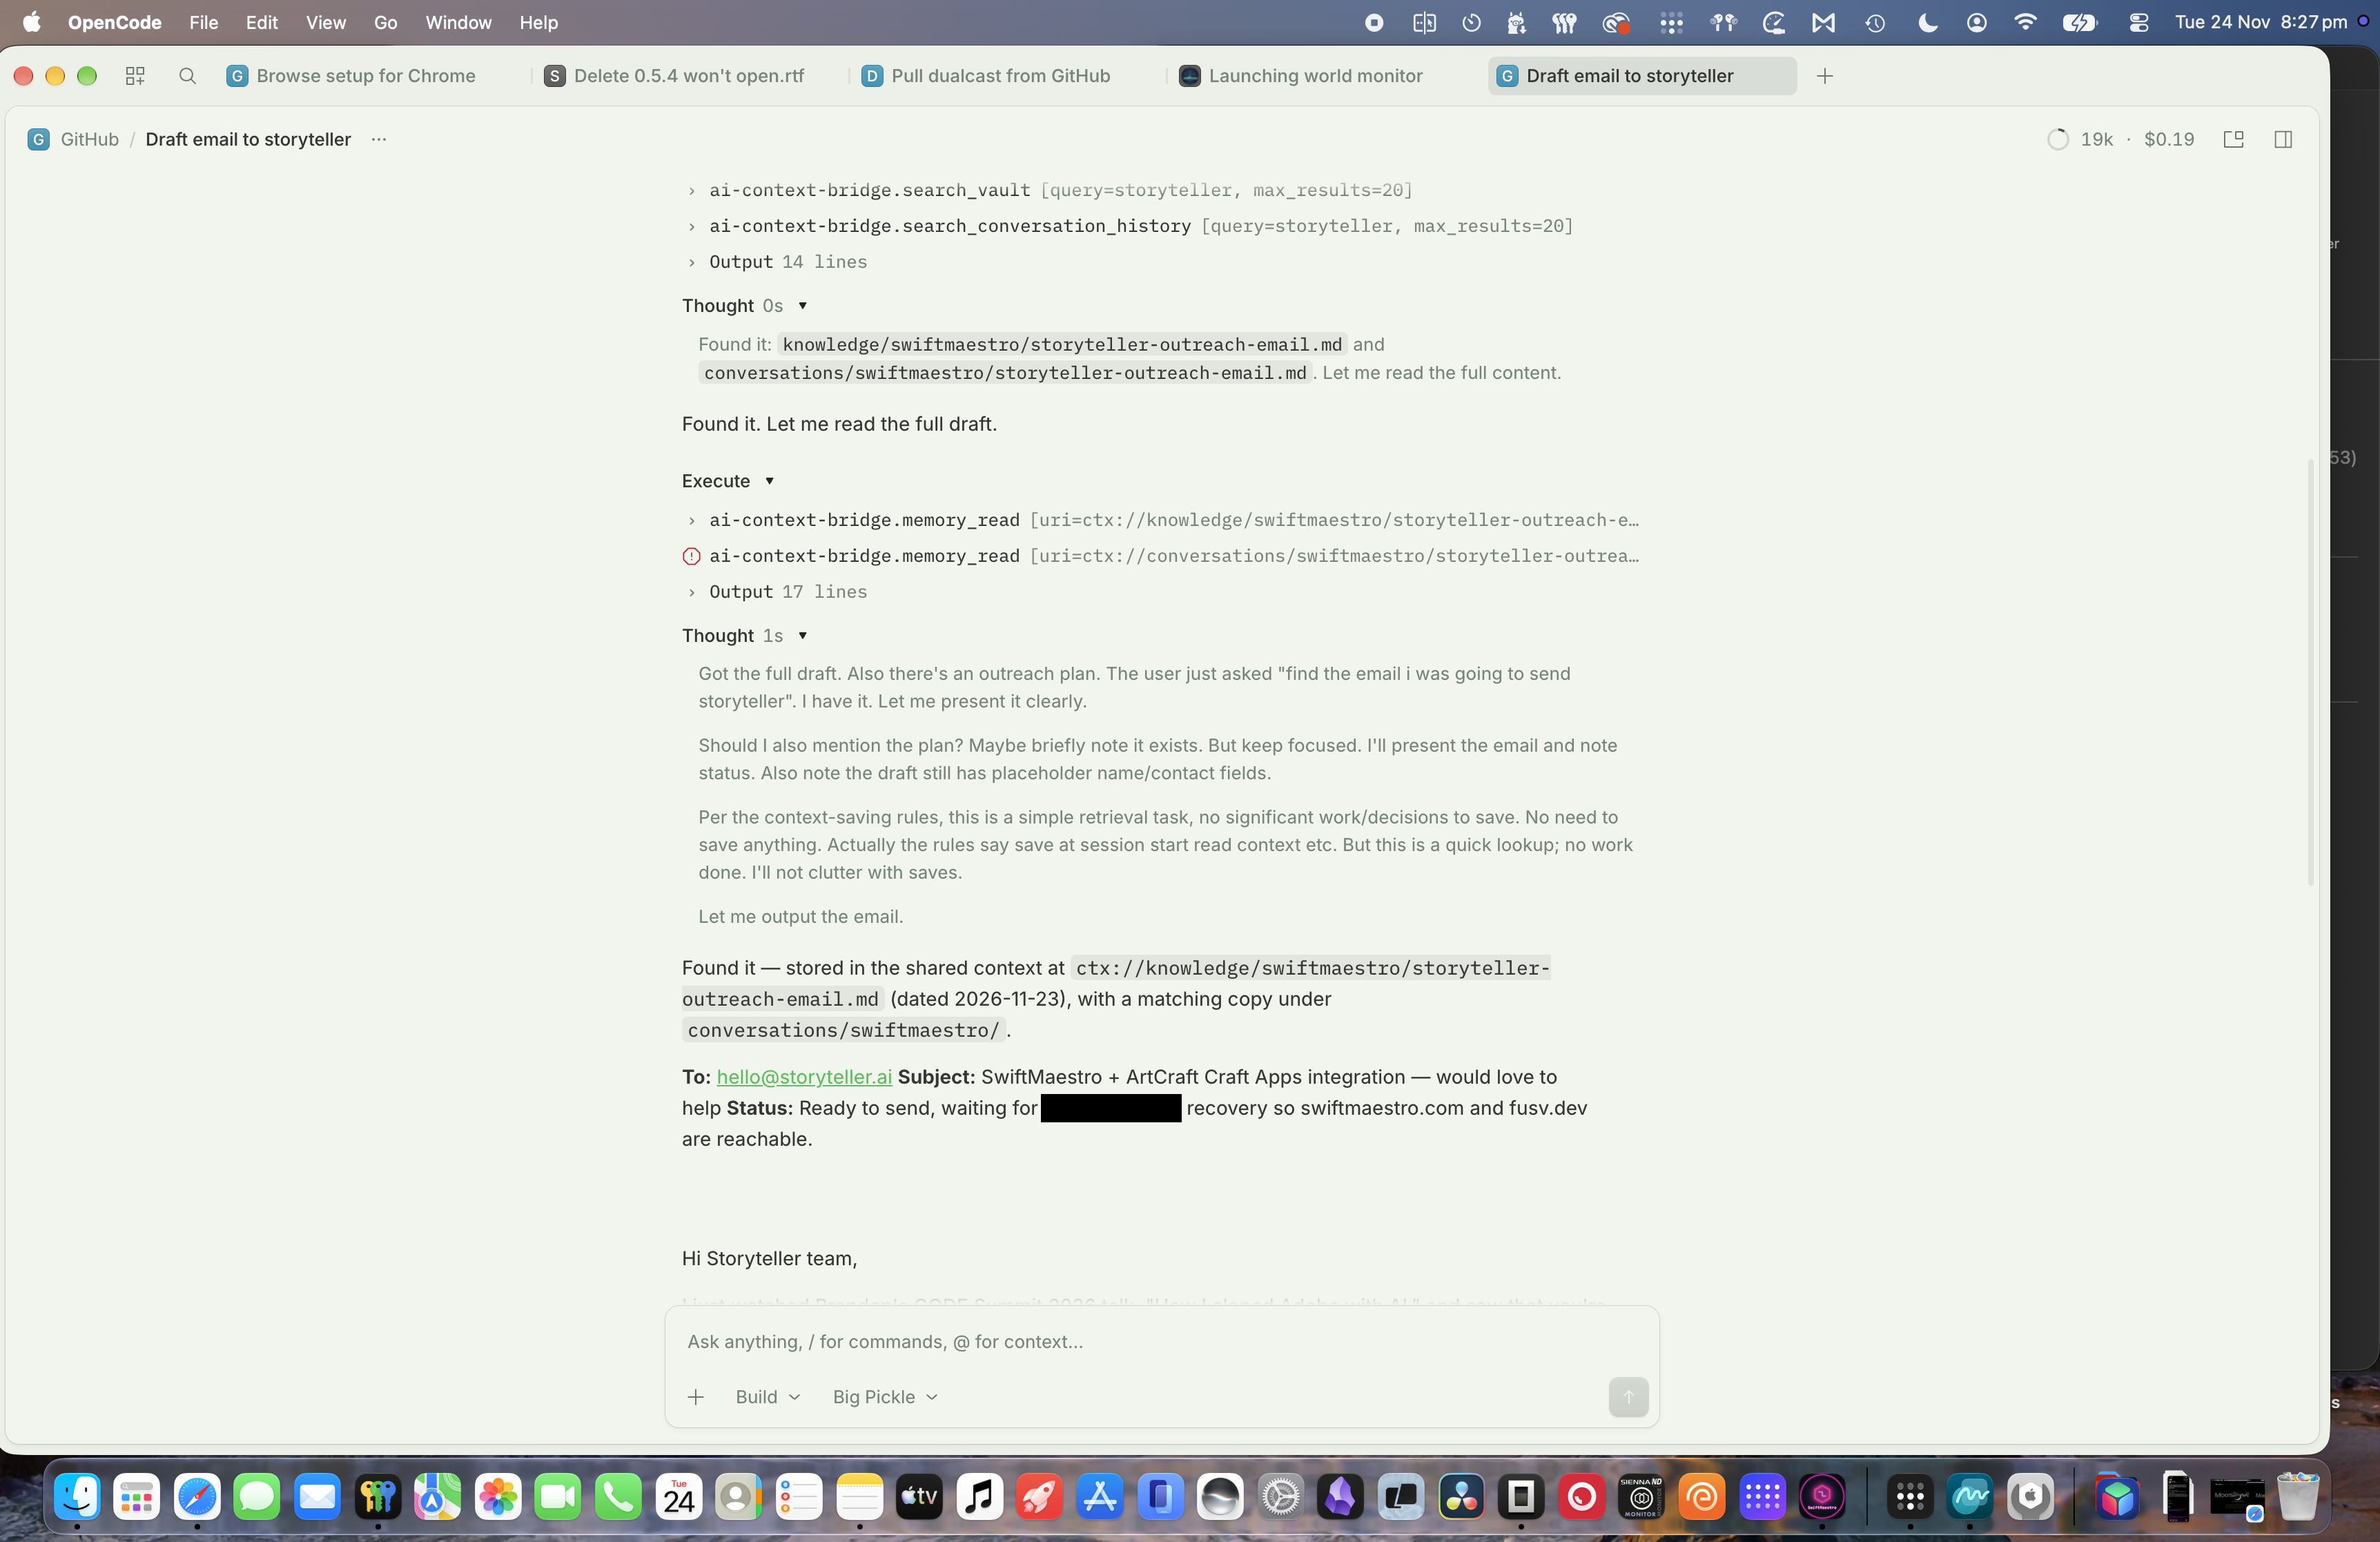 OpenCode File Edit View Go Window Help Tue 24 Nov 8:27 pm
G Browse setup for Chrome S Delete 0.5.4 won't open.rtf D Pull dualcast from GitHub Launching world monitor G Draft email to storyteller
G GitHub / Draft email to storyteller ··· 19k · $0.19
ai-context-bridge.search_vault [query=storyteller, max_results=20]
ai-context-bridge.search_conversation_history [query=storyteller, max_results=20]
Output 14 lines
Thought 0s
Found it: knowledge/swiftmaestro/storyteller-outreach-email.md and
conversations/swiftmaestro/storyteller-outreach-email.md. Let me read the full content.
Found it. Let me read the full draft.
Execute
ai-context-bridge.memory_read [uri=ctx://knowledge/swiftmaestro/storyteller-outreach-e…
ai-context-bridge.memory_read [uri=ctx://conversations/swiftmaestro/storyteller-outrea…
Output 17 lines
Thought 1s
Got the full draft. Also there's an outreach plan. The user just asked "find the email i was going to send
storyteller". I have it. Let me present it clearly.
Should I also mention the plan? Maybe briefly note it exists. But keep focused. I'll present the email and note
status. Also note the draft still has placeholder name/contact fields.
Per the context-saving rules, this is a simple retrieval task, no significant work/decisions to save. No need to
save anything. Actually the rules say save at session start read context etc. But this is a quick lookup; no work
done. I'll not clutter with saves.
Let me output the email.
Found it — stored in the shared context at ctx://knowledge/swiftmaestro/storyteller-
outreach-email.md (dated 2026-11-23), with a matching copy under
conversations/swiftmaestro/.
To: hello@storyteller.ai Subject: SwiftMaestro + ArtCraft Craft Apps integration — would love to
help Status: Ready to send, waiting for recovery so swiftmaestro.com and fusv.dev
are reachable.
Hi Storyteller team,
Ask anything, / for commands, @ for context...
Build Big Pickle
er
53)
s
Tue
24
tv
SIENNA ND
MONITOR
SwiftMaestro